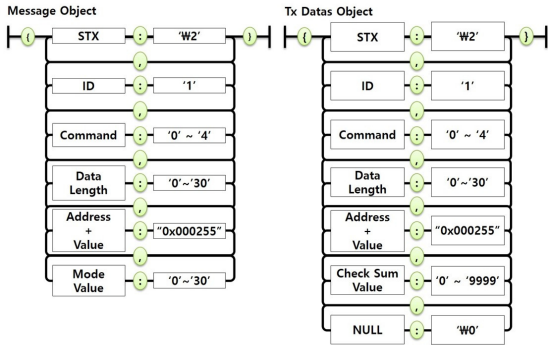 Message Object
( STX : '₩2' )
,
ID : '1'
,
Command : '0' ~ '4'
,
Data
Length : '0'~'30'
,
Address
+
Value : "0x000255"
,
Mode
Value : '0'~'30'
Tx Datas Object
{ STX : '₩2' }
,
ID : '1'
,
Command : '0' ~ '4'
,
Data
Length : '0'~'30'
,
Address
+
Value : "0x000255"
,
Check Sum
Value : '0' ~ '9999'
,
NULL : '₩0'